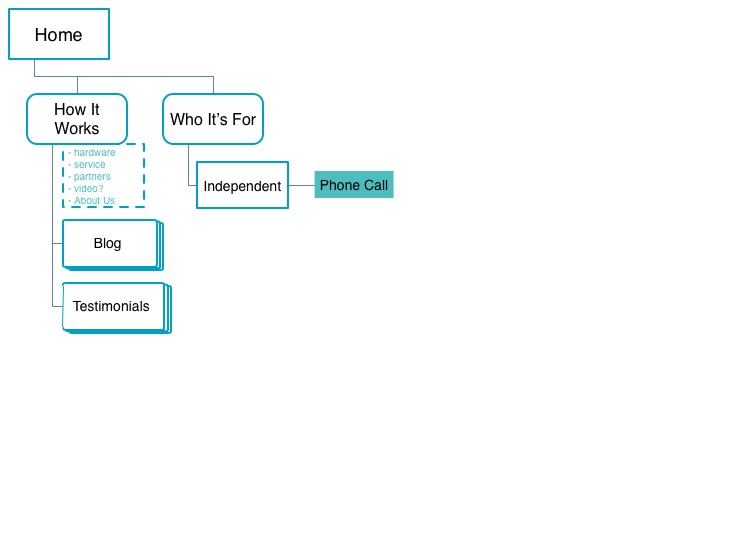 Home
How It
Works
Who It's For
- hardware
- service
- partners
- video?
- About Us
Independent
Phone Call
Blog
Testimonials